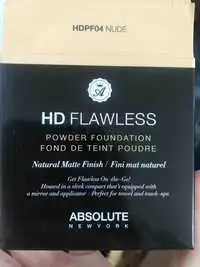 HDPF04 NUDE
A
HD FLAWLESS
POWDER FOUNDATION
FOND DE TEINT POUDRE
Natural Matte Finish / Fini mat naturel
Get Flawless On-the-Go!
Housed in a sleek compact that's equipped with
a mirror and applicator / Perfect for travel and touch-ups.
ABSOLUTE
NEWYORK